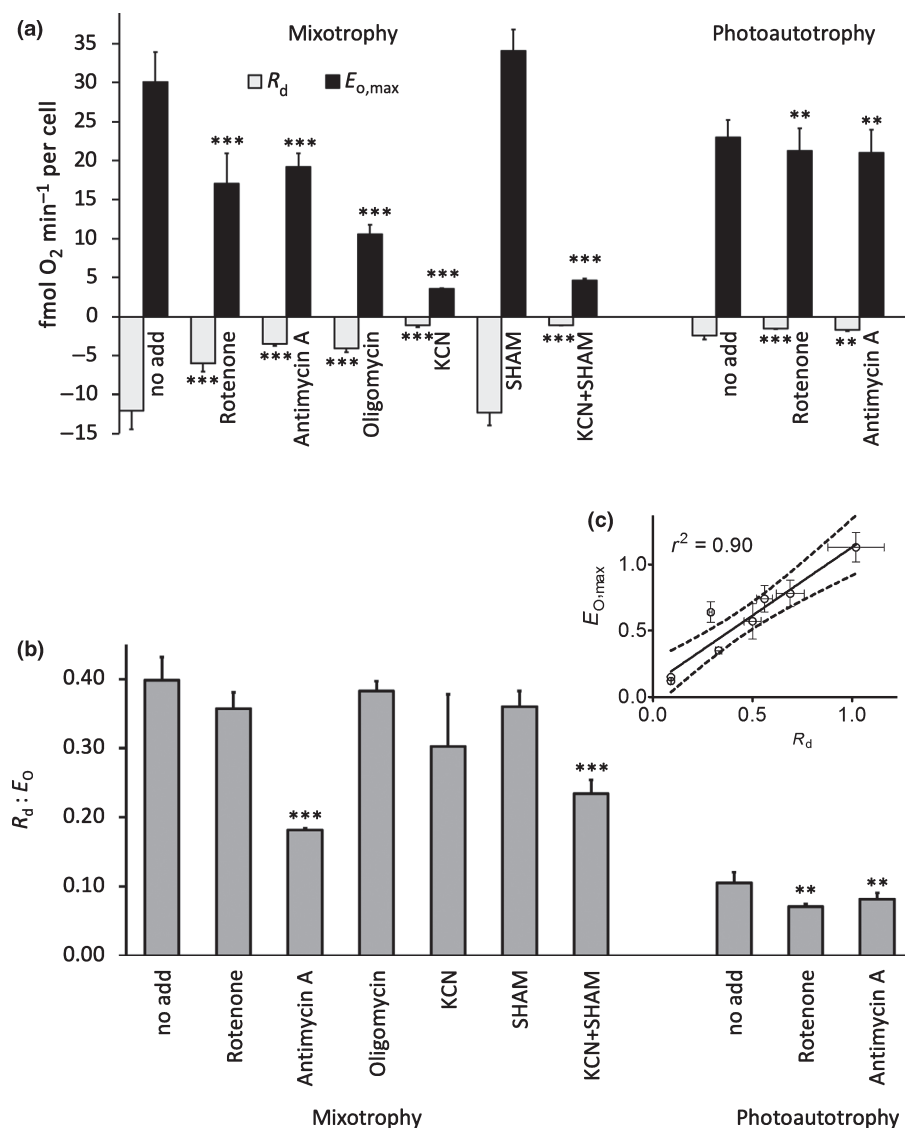 (a)
Mixotrophy
Photoautotrophy
Rd
Eo,max
fmol O2 min−1 per cell
35
30
25
20
15
10
5
0
−5
−10
−15
***
***
***
***
***
**
**
***
***
***
***
***
***
**
no add
Rotenone
Antimycin A
Oligomycin
KCN
SHAM
KCN+SHAM
no add
Rotenone
Antimycin A
(c)
r2 = 0.90
EO,max
1.0
0.5
0.0
0.0
0.5
1.0
Rd
(b)
Rd : EO
0.40
0.30
0.20
0.10
0.00
***
***
**
**
no add
Rotenone
Antimycin A
Oligomycin
KCN
SHAM
KCN+SHAM
no add
Rotenone
Antimycin A
Mixotrophy
Photoautotrophy